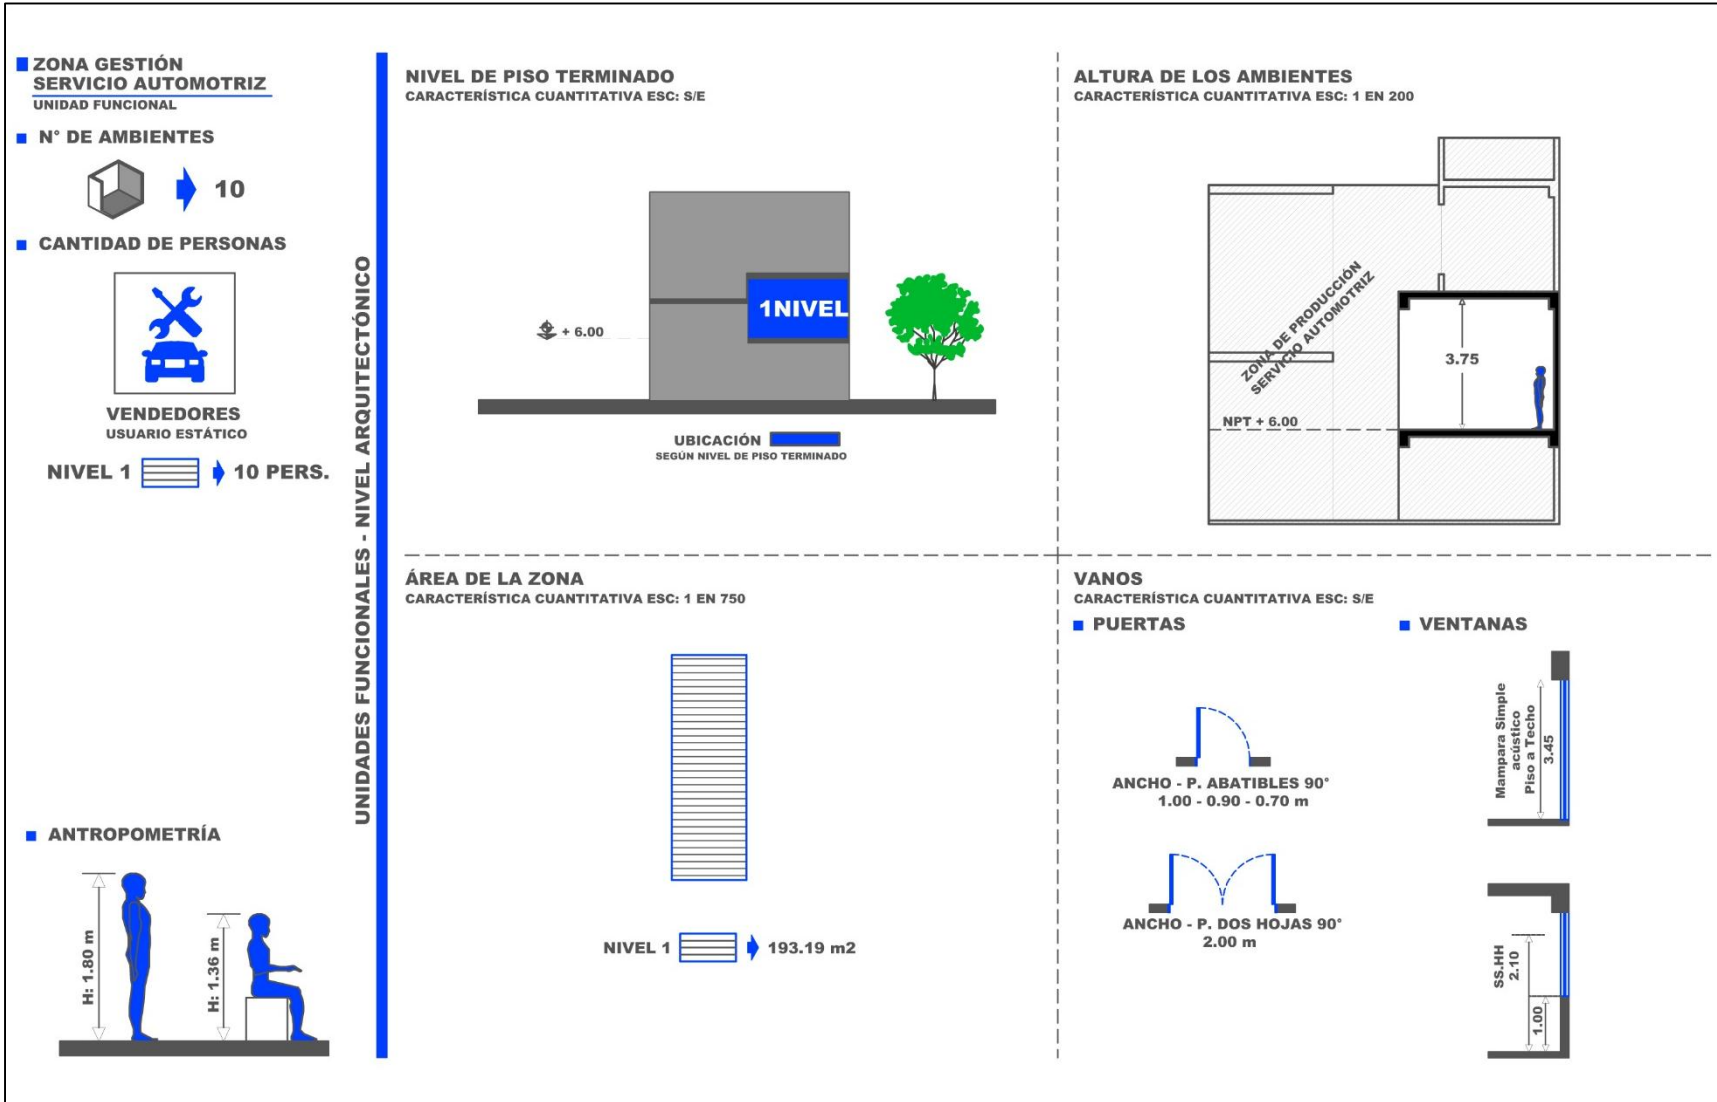 ZONA GESTIÓN
SERVICIO AUTOMOTRIZ
UNIDAD FUNCIONAL
N° DE AMBIENTES
10
CANTIDAD DE PERSONAS
VENDEDORES
USUARIO ESTÁTICO
NIVEL 1
10 PERS.
ANTROPOMETRÍA
H: 1.80 m
H: 1.36 m
UNIDADES FUNCIONALES - NIVEL ARQUITECTÓNICO
NIVEL DE PISO TERMINADO
CARACTERÍSTICA CUANTITATIVA ESC: S/E
1NIVEL
+ 6.00
UBICACIÓN
SEGÚN NIVEL DE PISO TERMINADO
ALTURA DE LOS AMBIENTES
CARACTERÍSTICA CUANTITATIVA ESC: 1 EN 200
ZONA DE PRODUCCIÓN
SERVICIO AUTOMOTRIZ
3.75
NPT + 6.00
ÁREA DE LA ZONA
CARACTERÍSTICA CUANTITATIVA ESC: 1 EN 750
NIVEL 1
193.19 m2
VANOS
CARACTERÍSTICA CUANTITATIVA ESC: S/E
PUERTAS
ANCHO - P. ABATIBLES 90°
1.00 - 0.90 - 0.70 m
ANCHO - P. DOS HOJAS 90°
2.00 m
VENTANAS
Mampara Simple
acústico
Piso a Techo
3.45
SS.HH
2.10
1.00